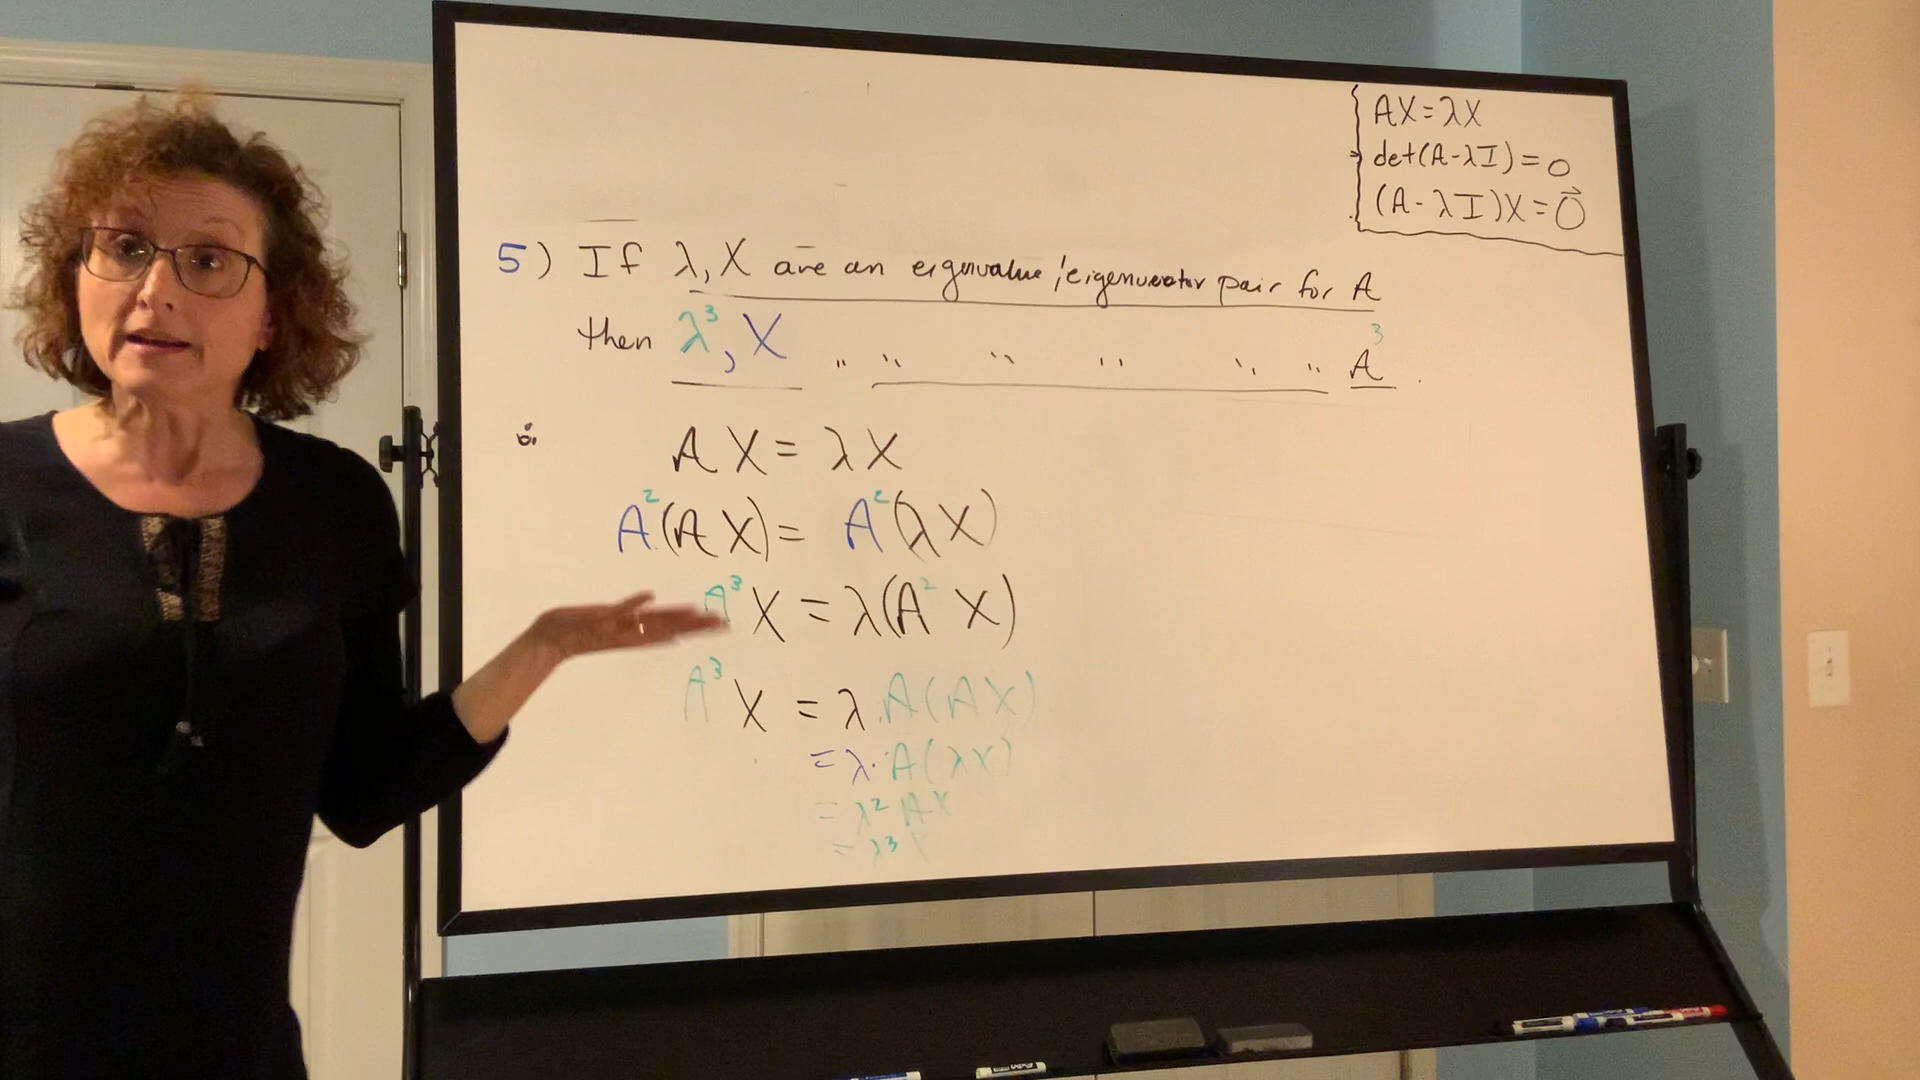 AX=λX
det(A-λI)=0
(A-λI)X=0⃗
5) If λ, X are an eigenvalue/eigenvector pair for A
then λ³, X " " " " " " A³.
AX = λX
A²(AX) = A²(λX)
A³X = λ(A²X)
A³X = λ.A(AX)
= λ·A(λX)
= λ²AX
= λ³X